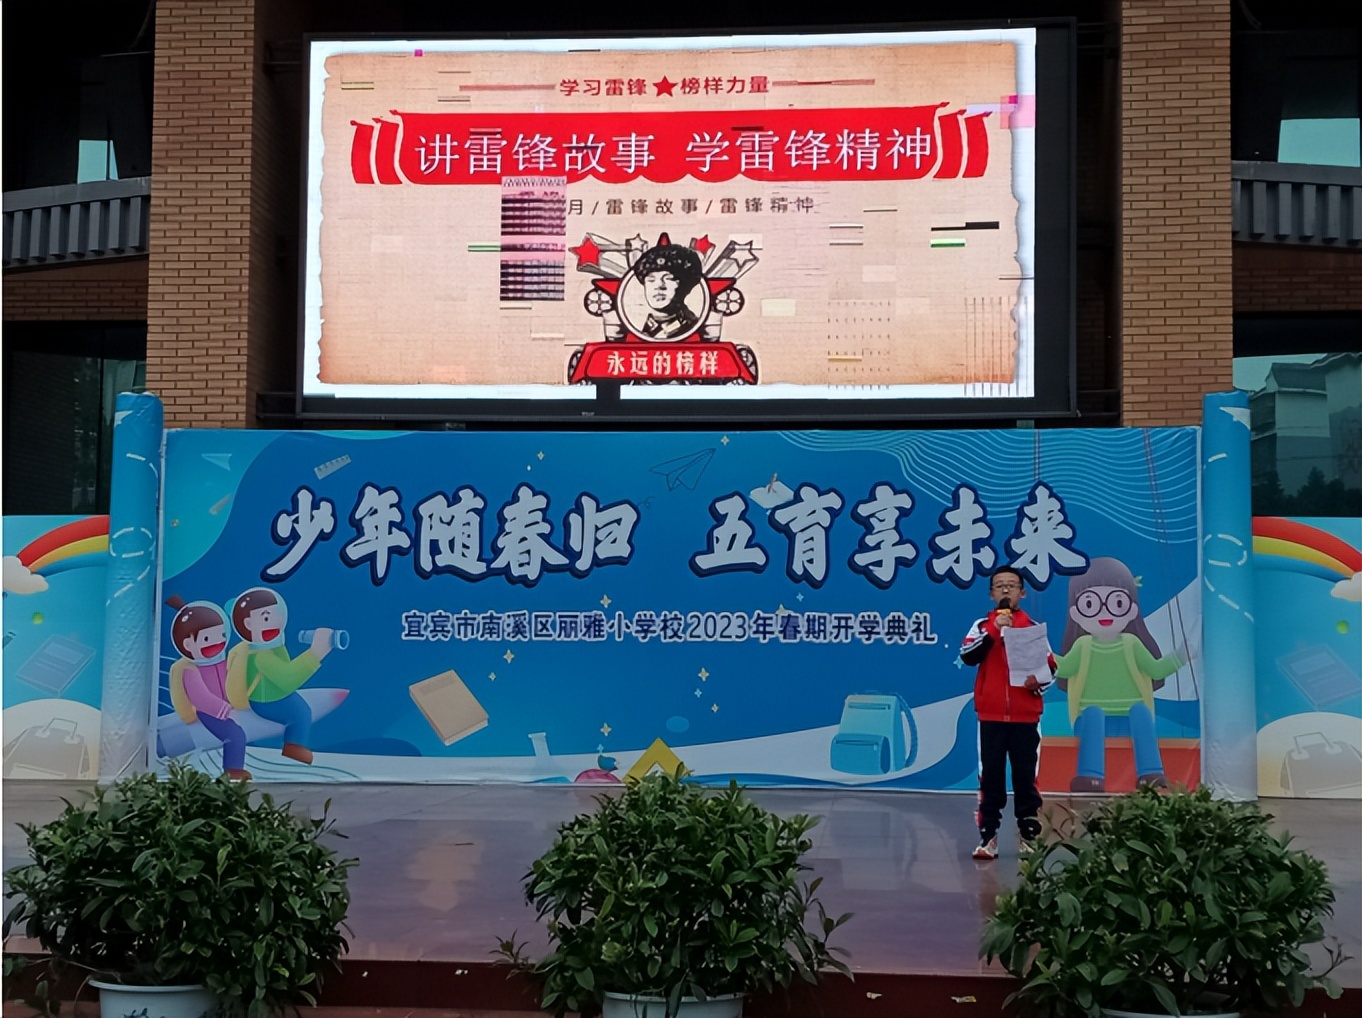 学习雷锋★榜样力量
讲雷锋故事 学雷锋精神
月/雷锋故事/雷锋精神
永远的榜样
少年随春归 五育享未来
宜宾市南溪区丽雅小学校2023年春期开学典礼